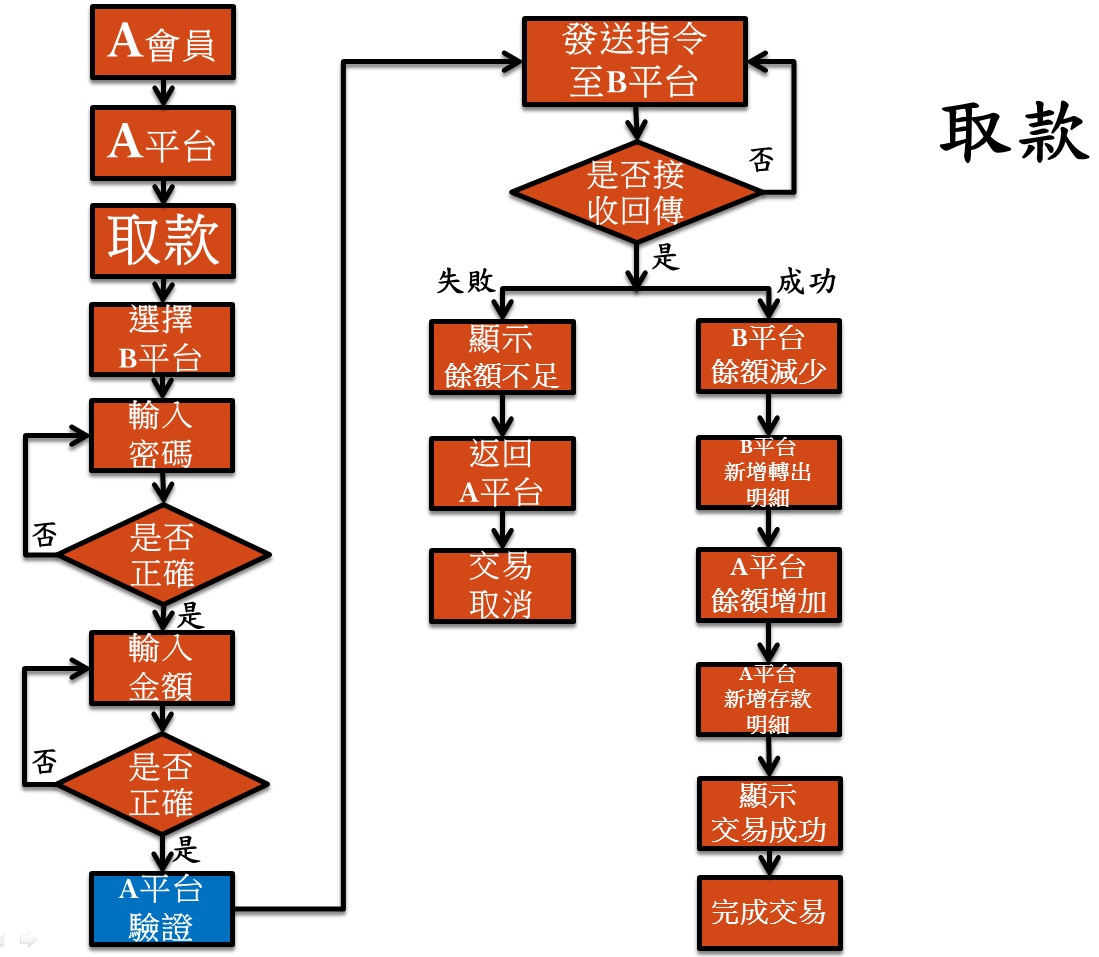 A會員
A平台
取款
選擇
B平台
輸入
密碼
是否
正確
否
是
輸入
金額
是否
正確
否
是
A平台
驗證
發送指令
至B平台
是否接
收回傳
否
是
失敗
成功
顯示
餘額不足
返回
A平台
交易
取消
B平台
餘額減少
B平台
新增轉出
明細
A平台
餘額增加
A平台
新增存款
明細
顯示
交易成功
完成交易
取款